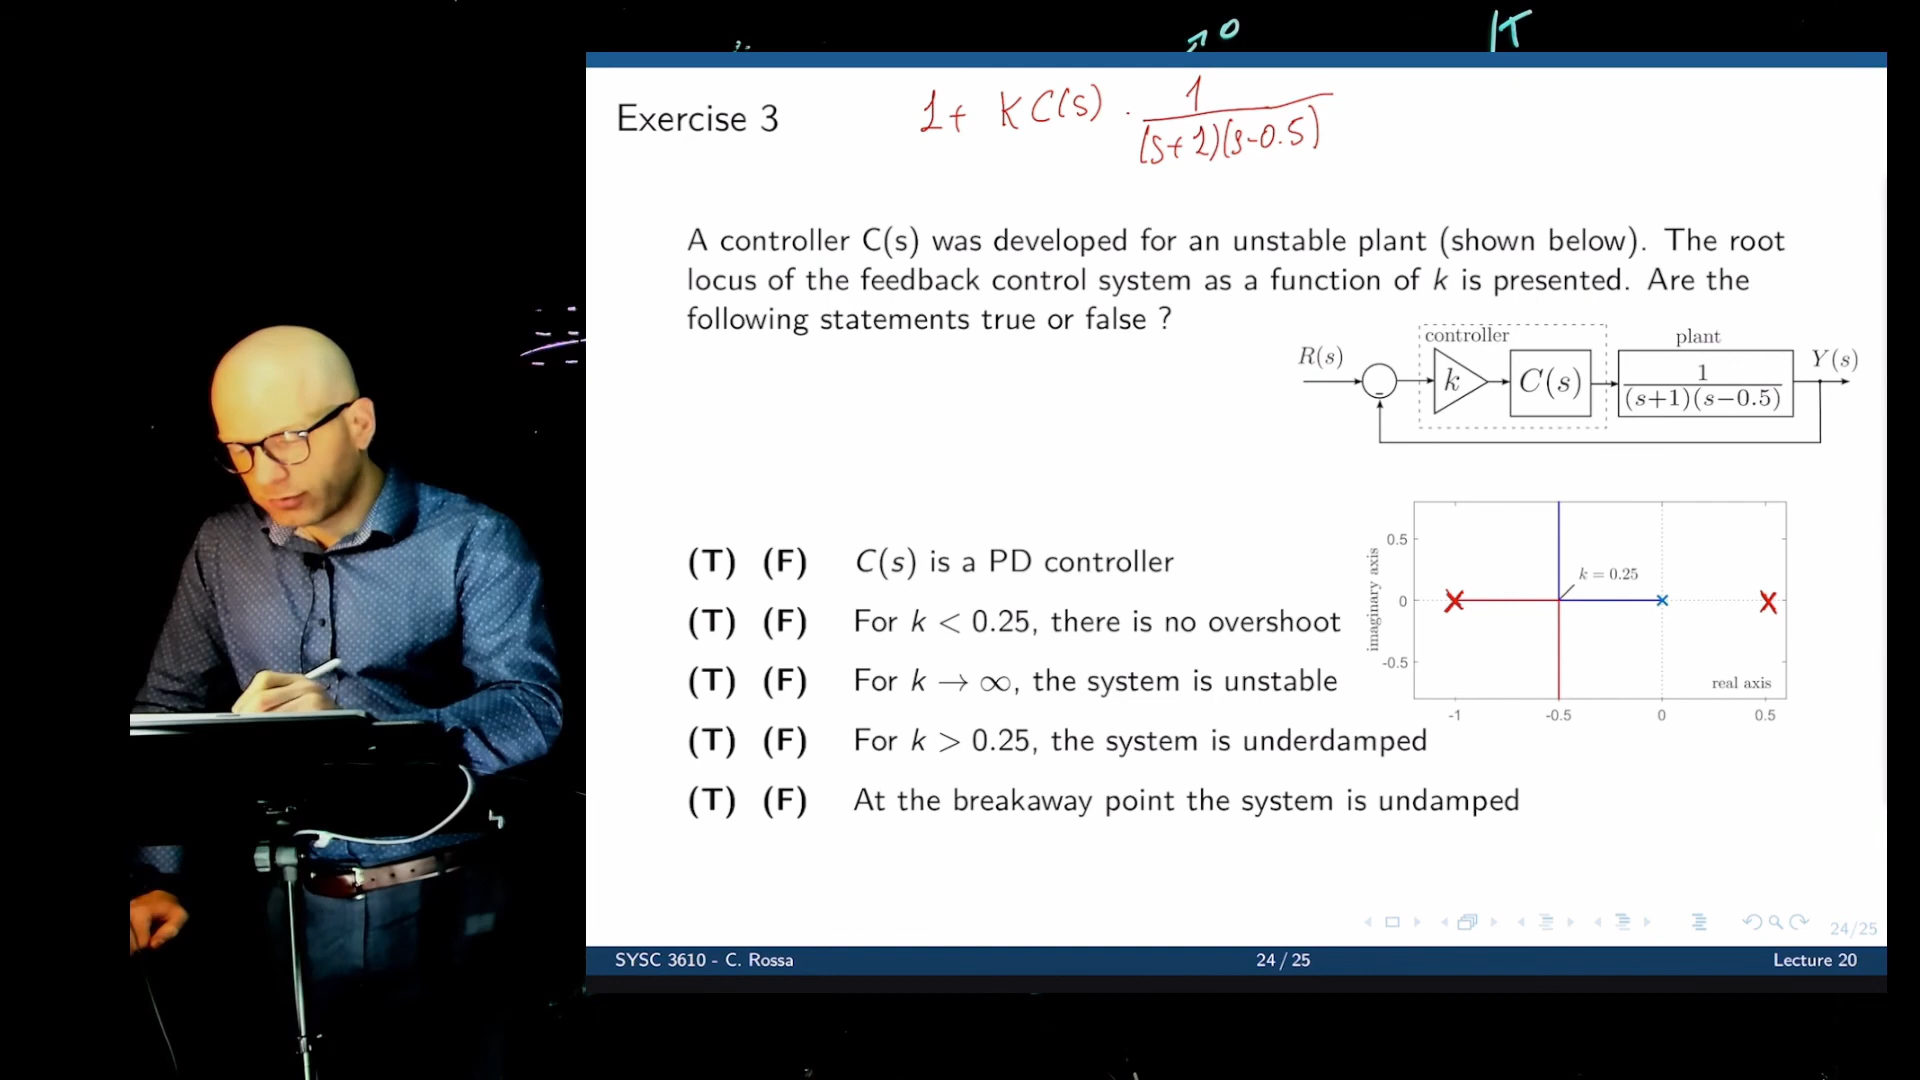 Exercise 3
1 + K C(s) · 1
(s+1)(s-0.5)
A controller C(s) was developed for an unstable plant (shown below). The root
locus of the feedback control system as a function of k is presented. Are the
following statements true or false ?
controller
plant
R(s)
k
C(s)
1
(s+1)(s−0.5)
Y(s)
-
(T) (F) C(s) is a PD controller
(T) (F) For k < 0.25, there is no overshoot
(T) (F) For k → ∞, the system is unstable
(T) (F) For k > 0.25, the system is underdamped
(T) (F) At the breakaway point the system is undamped
imaginary axis
0.5
0
-0.5
k = 0.25
real axis
-1 -0.5 0 0.5
24/25
SYSC 3610 - C. Rossa
24 / 25
Lecture 20